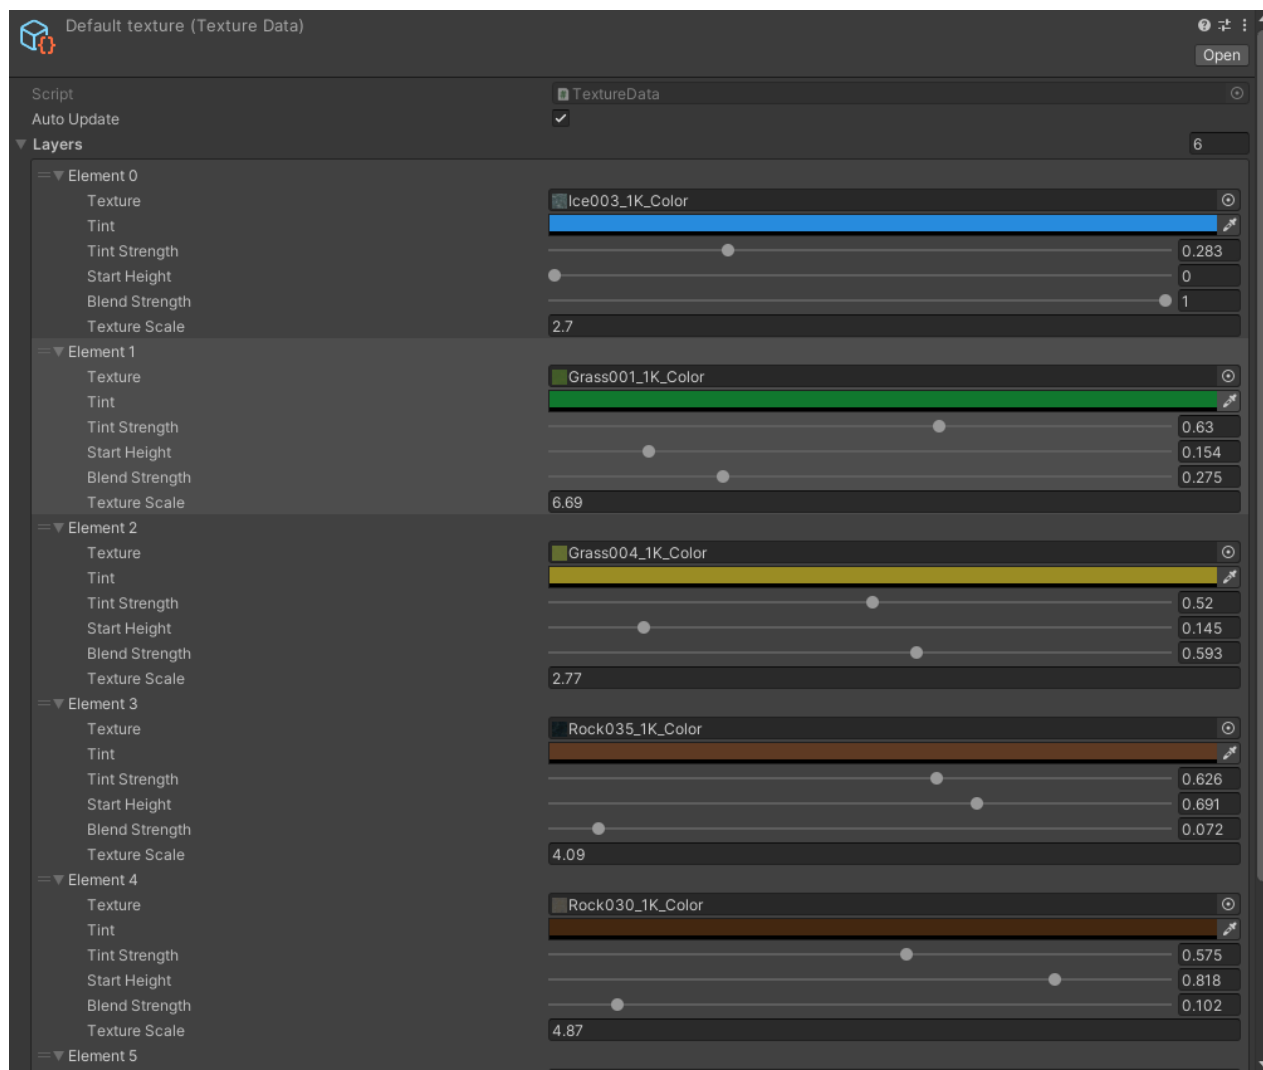 Default texture (Texture Data)
Open
Script TextureData
Auto Update
Layers 6
Element 0
Texture Ice003_1K_Color
Tint
Tint Strength 0.283
Start Height 0
Blend Strength 1
Texture Scale 2.7
Element 1
Texture Grass001_1K_Color
Tint
Tint Strength 0.63
Start Height 0.154
Blend Strength 0.275
Texture Scale 6.69
Element 2
Texture Grass004_1K_Color
Tint
Tint Strength 0.52
Start Height 0.145
Blend Strength 0.593
Texture Scale 2.77
Element 3
Texture Rock035_1K_Color
Tint
Tint Strength 0.626
Start Height 0.691
Blend Strength 0.072
Texture Scale 4.09
Element 4
Texture Rock030_1K_Color
Tint
Tint Strength 0.575
Start Height 0.818
Blend Strength 0.102
Texture Scale 4.87
Element 5